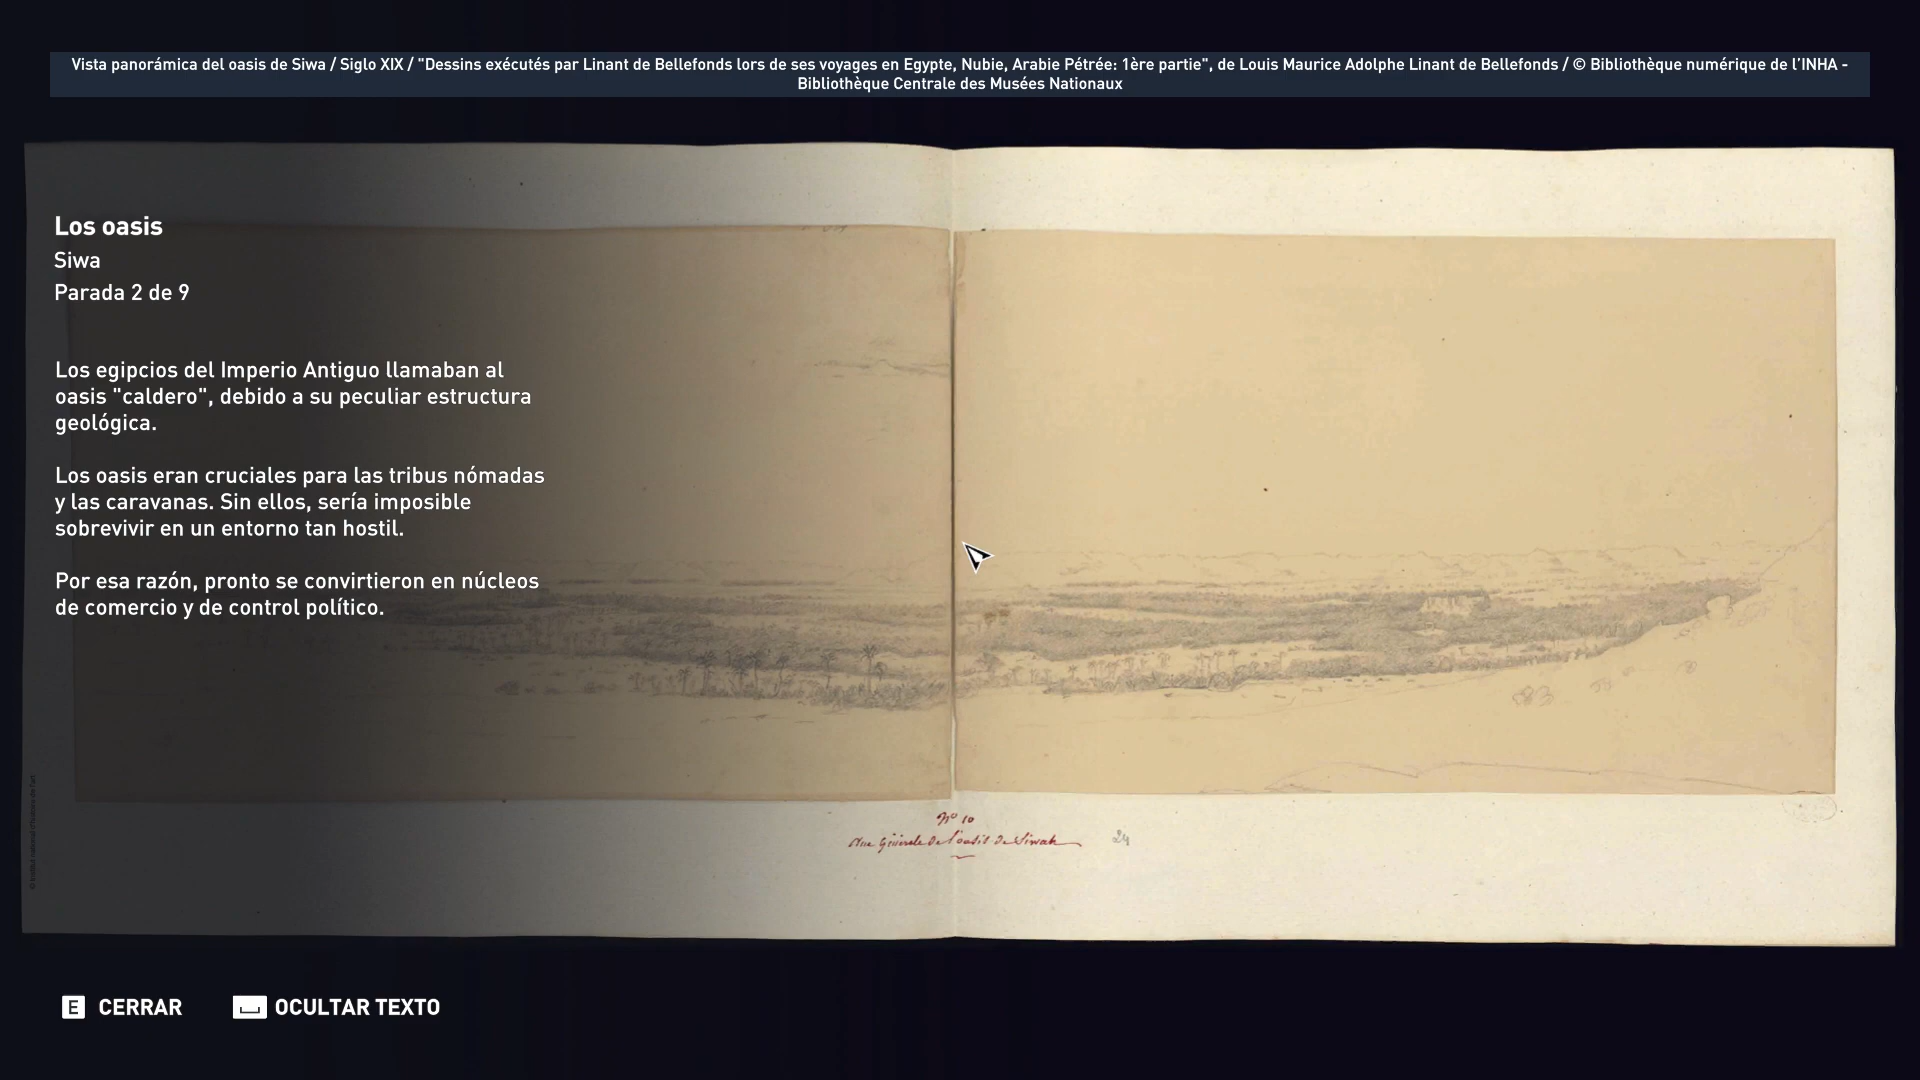 Vista panorámica del oasis de Siwa / Siglo XIX / "Dessins exécutés par Linant de Bellefonds lors de ses voyages en Egypte, Nubie, Arabie Pétrée: 1ère partie", de Louis Maurice Adolphe Linant de Bellefonds / © Bibliothèque numérique de l'INHA -
Bibliothèque Centrale des Musées Nationaux
Los oasis
Siwa
Parada 2 de 9
Los egipcios del Imperio Antiguo llamaban al
oasis "caldero", debido a su peculiar estructura
geológica.
Los oasis eran cruciales para las tribus nómadas
y las caravanas. Sin ellos, sería imposible
sobrevivir en un entorno tan hostil.
Por esa razón, pronto se convirtieron en núcleos
de comercio y de control político.
Nº 10
Vue Générale de l'oasis de Siwah
24
E CERRAR
OCULTAR TEXTO